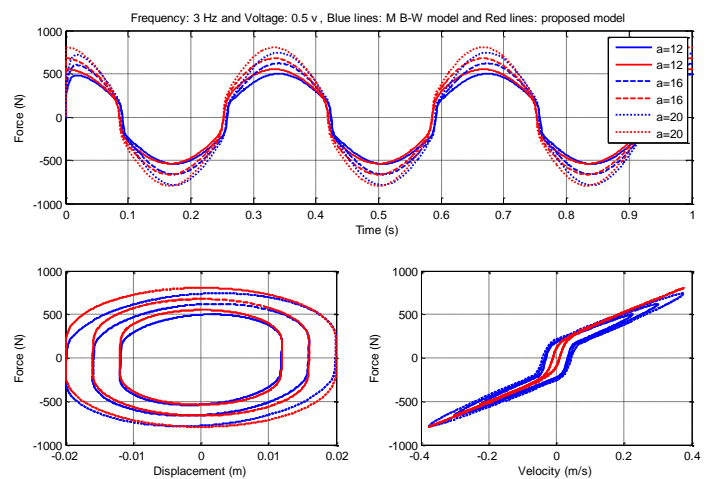 Frequency: 3 Hz and Voltage: 0.5 v , Blue lines: M B-W model and Red lines: proposed model
1000
500
0
-500
-1000
Force (N)
0 0.1 0.2 0.3 0.4 0.5 0.6 0.7 0.8 0.9 1
Time (s)
a=12
a=12
a=16
a=16
a=20
a=20
1000
500
0
-500
-1000
Force (N)
-0.02 -0.01 0 0.01 0.02
Displacement (m)
1000
500
0
-500
-1000
Force (N)
-0.4 -0.2 0 0.2 0.4
Velocity (m/s)